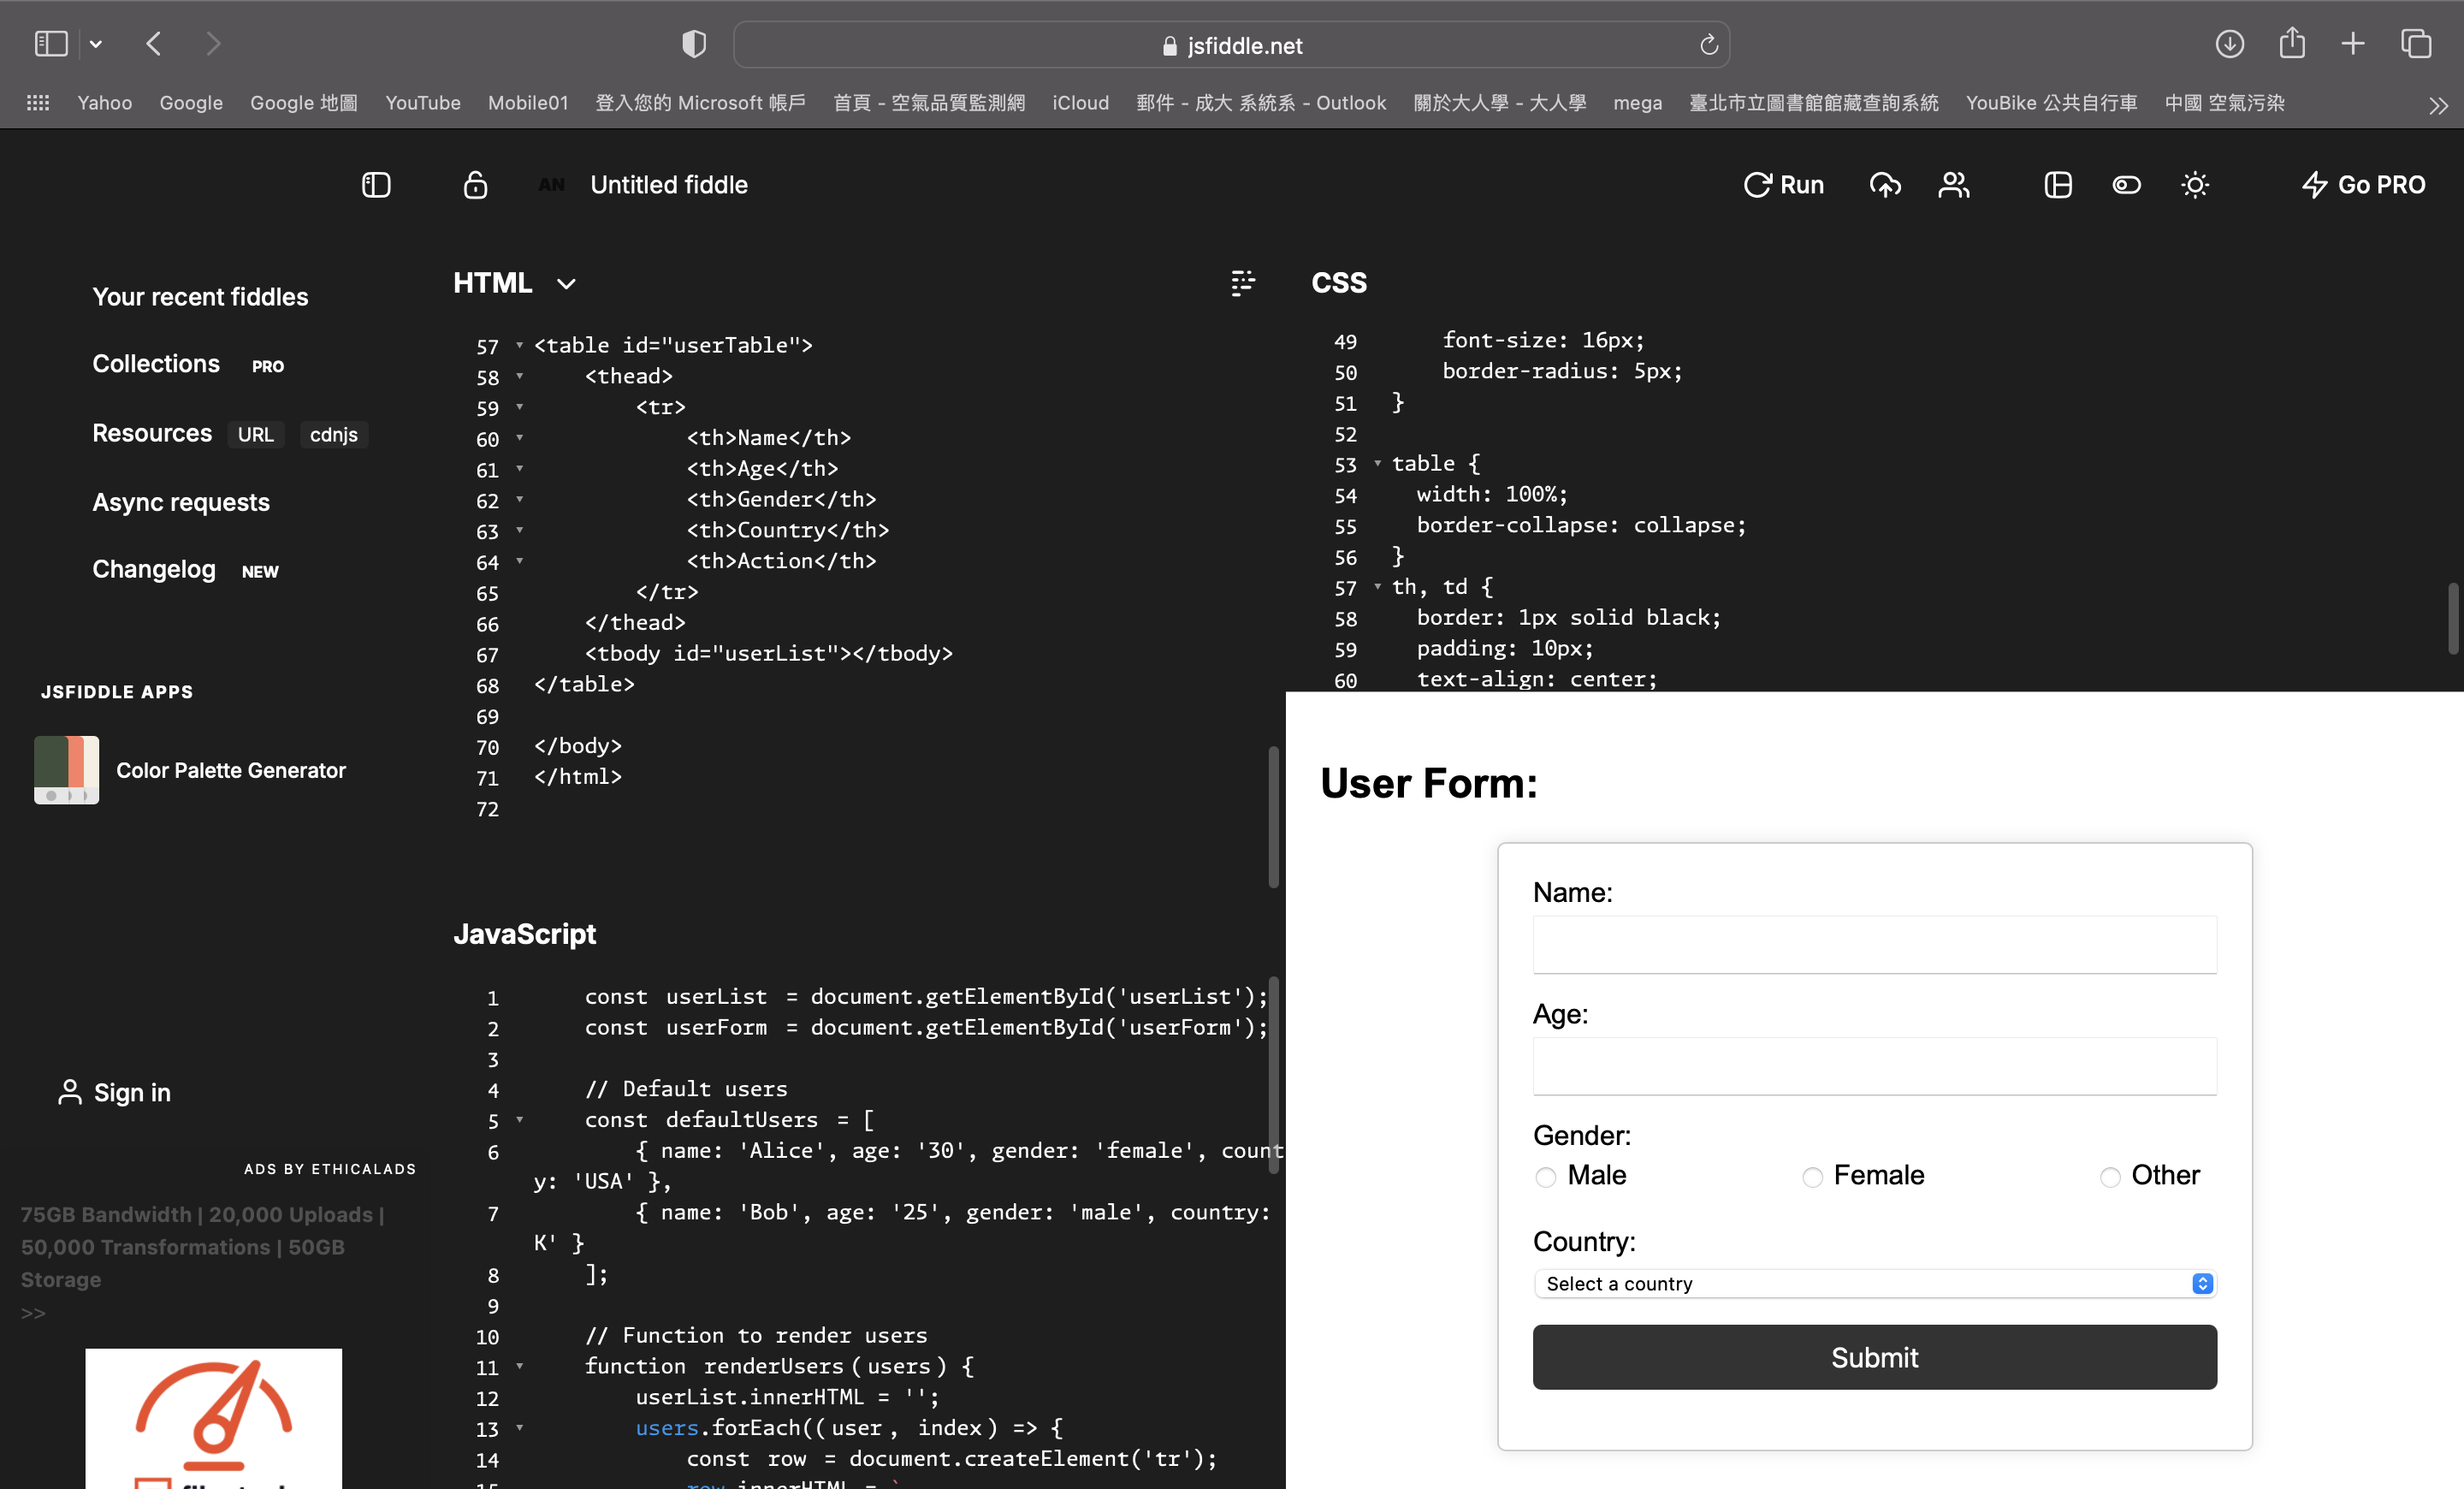 jsfiddle.net
Yahoo Google Google 地圖 YouTube Mobile01 登入您的 Microsoft 帳戶 首頁 - 空氣品質監測網 iCloud 郵件 - 成大 系統系 - Outlook 關於大人學 - 大人學 mega 臺北市立圖書館館藏查詢系統 YouBike 公共自行車 中國 空氣污染
AN Untitled fiddle Run Go PRO
Your recent fiddles
Collections PRO
Resources URL cdnjs
Async requests
Changelog NEW
JSFIDDLE APPS
Color Palette Generator
Sign in
ADS BY ETHICALADS
75GB Bandwidth | 20,000 Uploads |
50,000 Transformations | 50GB
Storage
>>
HTML
57 <table id="userTable">
58 <thead>
59 <tr>
60 <th>Name</th>
61 <th>Age</th>
62 <th>Gender</th>
63 <th>Country</th>
64 <th>Action</th>
65 </tr>
66 </thead>
67 <tbody id="userList"></tbody>
68 </table>
69
70 </body>
71 </html>
72
JavaScript
1 const userList = document.getElementById('userList');
2 const userForm = document.getElementById('userForm');
3
4 // Default users
5 const defaultUsers = [
6 { name: 'Alice', age: '30', gender: 'female', count
y: 'USA' },
7 { name: 'Bob', age: '25', gender: 'male', country:
K' }
8 ];
9
10 // Function to render users
11 function renderUsers(users) {
12 userList.innerHTML = '';
13 users.forEach((user, index) => {
14 const row = document.createElement('tr');
15 row.innerHTML = `
CSS
49 font-size: 16px;
50 border-radius: 5px;
51 }
52
53 table {
54 width: 100%;
55 border-collapse: collapse;
56 }
57 th, td {
58 border: 1px solid black;
59 padding: 10px;
60 text-align: center;
User Form:
Name:
Age:
Gender:
Male Female Other
Country:
Select a country
Submit